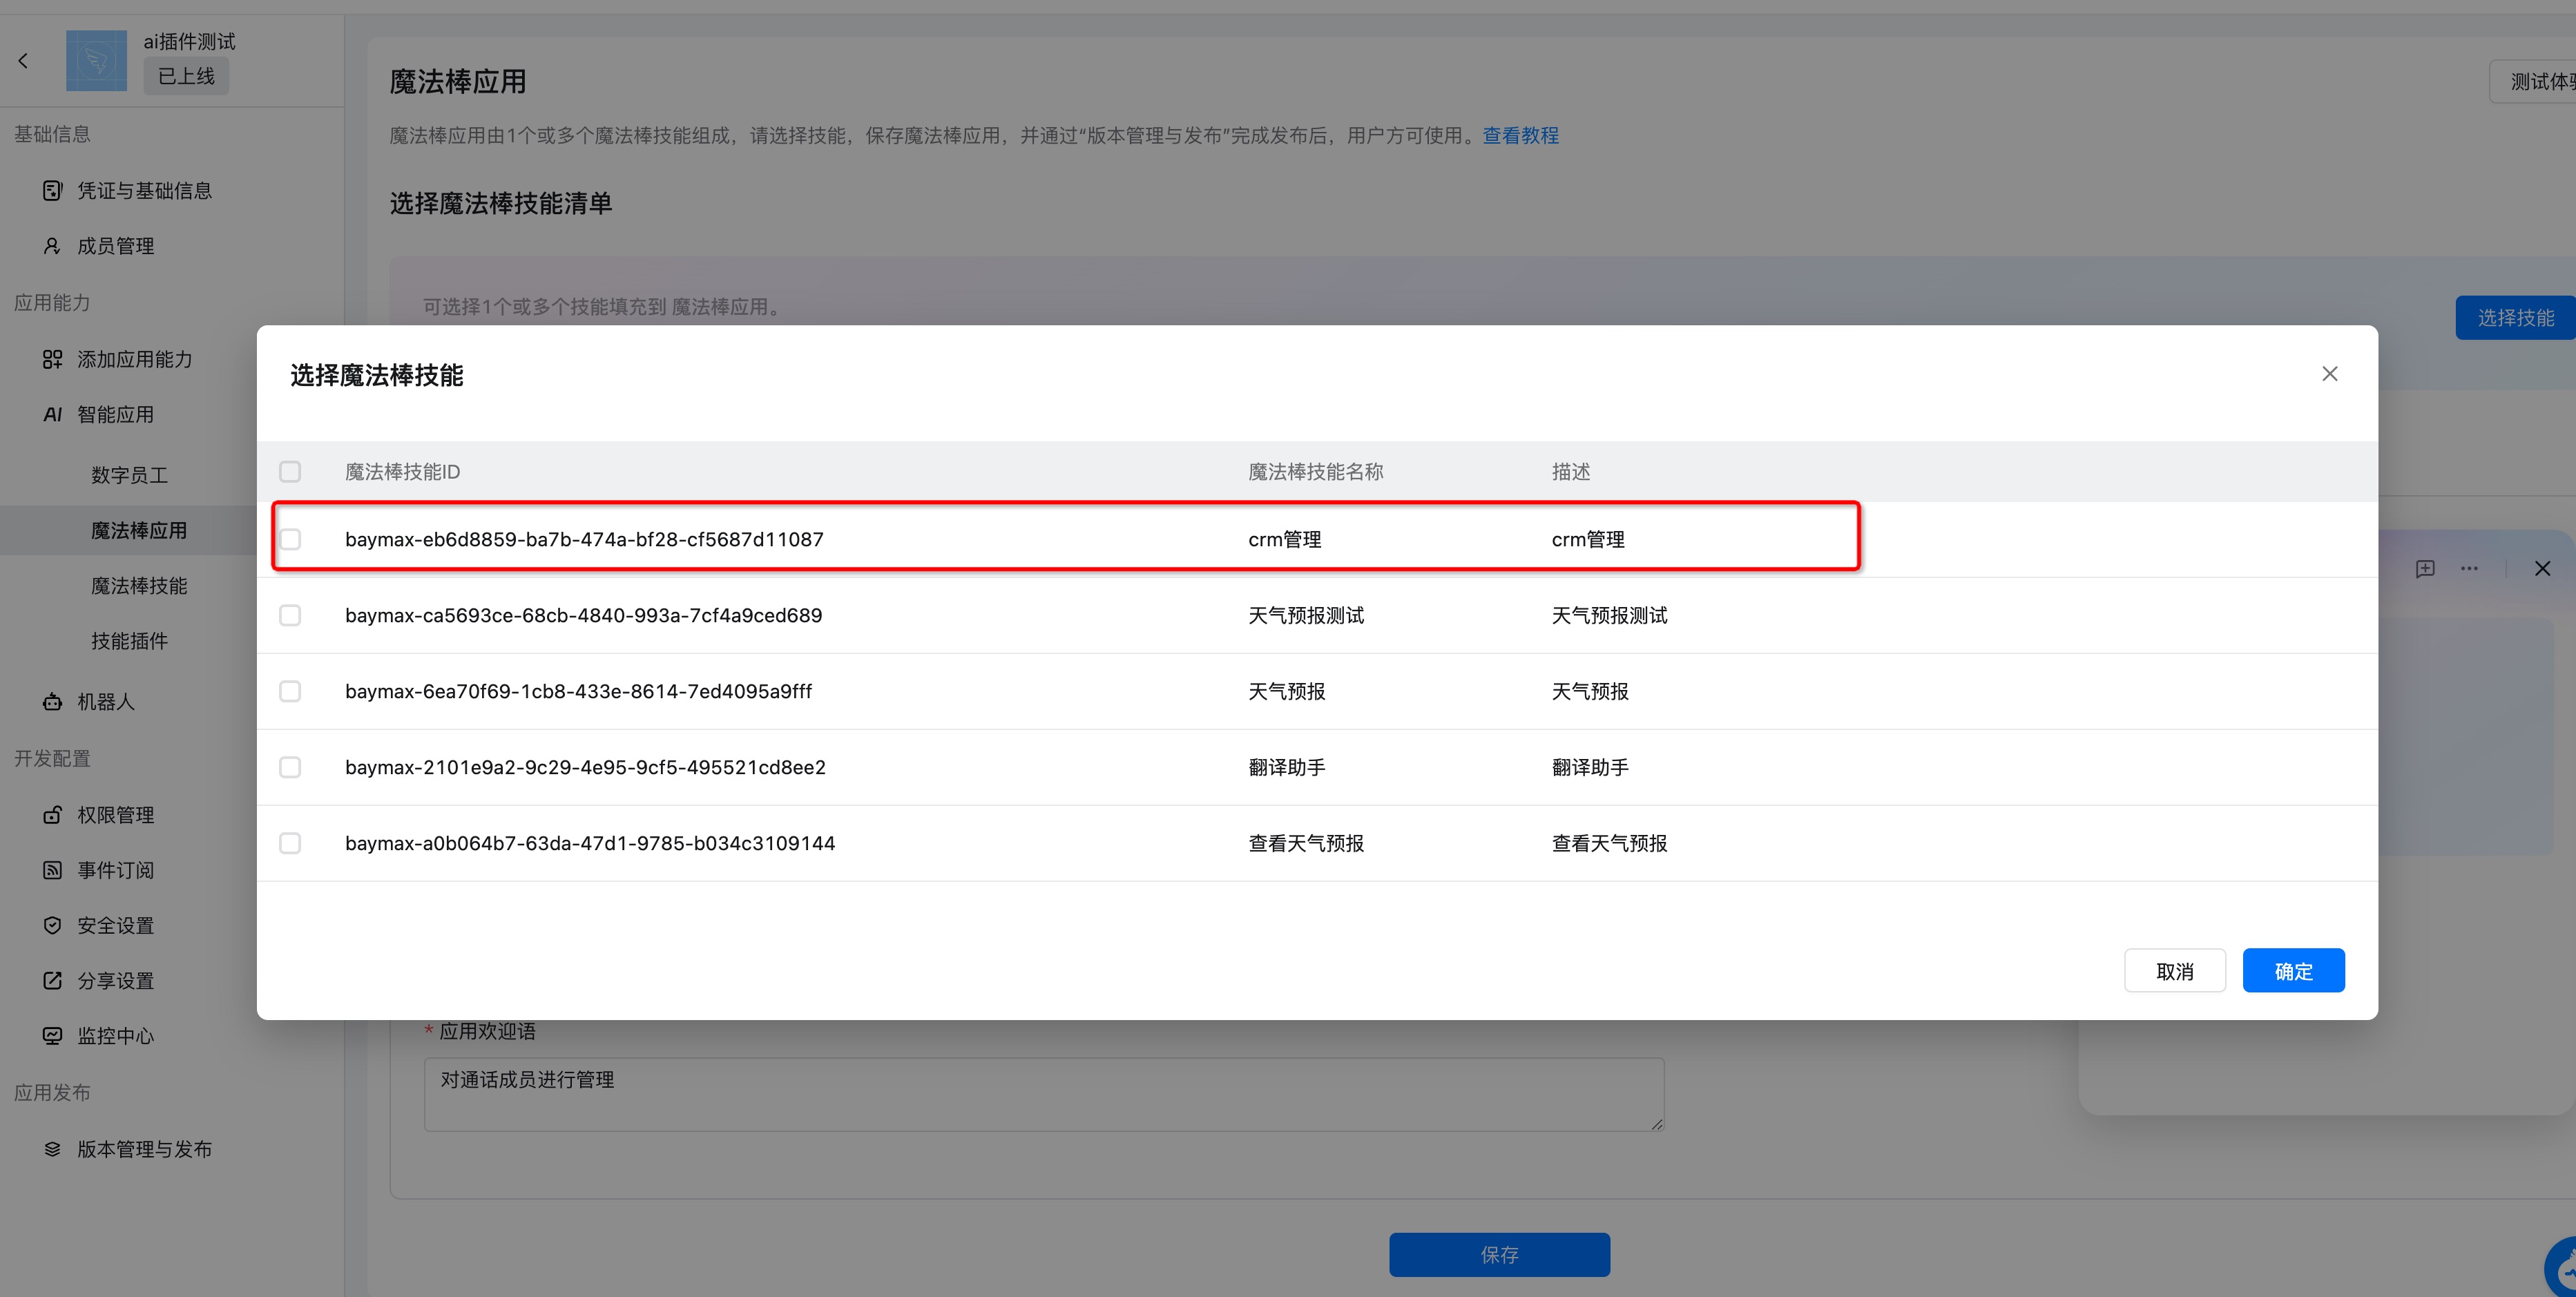 ai插件测试
已上线
基础信息
凭证与基础信息
成员管理
应用能力
添加应用能力
AI 智能应用
数字员工
魔法棒应用
魔法棒技能
技能插件
机器人
开发配置
权限管理
事件订阅
安全设置
分享设置
监控中心
应用发布
版本管理与发布
魔法棒应用
测试体
魔法棒应用由1个或多个魔法棒技能组成，请选择技能，保存魔法棒应用，并通过“版本管理与发布”完成发布后，用户方可使用。查看教程
选择魔法棒技能清单
可选择1个或多个技能填充到 魔法棒应用。
选择技能
选择魔法棒技能
魔法棒技能ID 魔法棒技能名称 描述
baymax-eb6d8859-ba7b-474a-bf28-cf5687d11087 crm管理 crm管理
baymax-ca5693ce-68cb-4840-993a-7cf4a9ced689 天气预报测试 天气预报测试
baymax-6ea70f69-1cb8-433e-8614-7ed4095a9fff 天气预报 天气预报
baymax-2101e9a2-9c29-4e95-9cf5-495521cd8ee2 翻译助手 翻译助手
baymax-a0b064b7-63da-47d1-9785-b034c3109144 查看天气预报 查看天气预报
取消 确定
* 应用欢迎语
对通话成员进行管理
保存